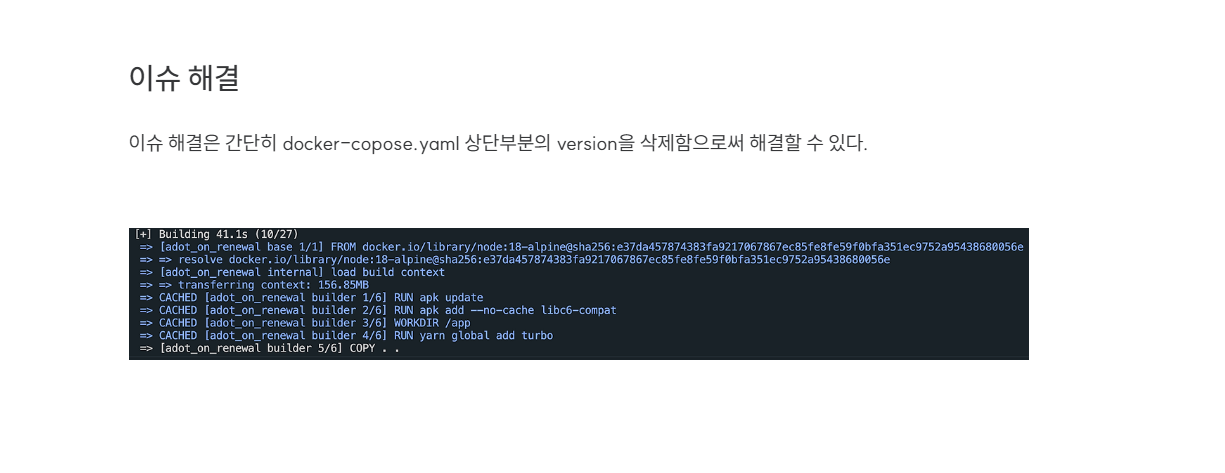 이슈 해결
이슈 해결은 간단히 docker-copose.yaml 상단부분의 version을 삭제함으로써 해결할 수 있다.
[+] Building 41.1s (10/27)
=> [adot_on_renewal base 1/1] FROM docker.io/library/node:18-alpine@sha256:e37da457874383fa9217067867ec85fe8fe59f0bfa351ec9752a95438680056e
=> => resolve docker.io/library/node:18-alpine@sha256:e37da457874383fa9217067867ec85fe8fe59f0bfa351ec9752a95438680056e
=> [adot_on_renewal internal] load build context
=> => transferring context: 156.85MB
=> CACHED [adot_on_renewal builder 1/6] RUN apk update
=> CACHED [adot_on_renewal builder 2/6] RUN apk add --no-cache libc6-compat
=> CACHED [adot_on_renewal builder 3/6] WORKDIR /app
=> CACHED [adot_on_renewal builder 4/6] RUN yarn global add turbo
=> [adot_on_renewal builder 5/6] COPY . .